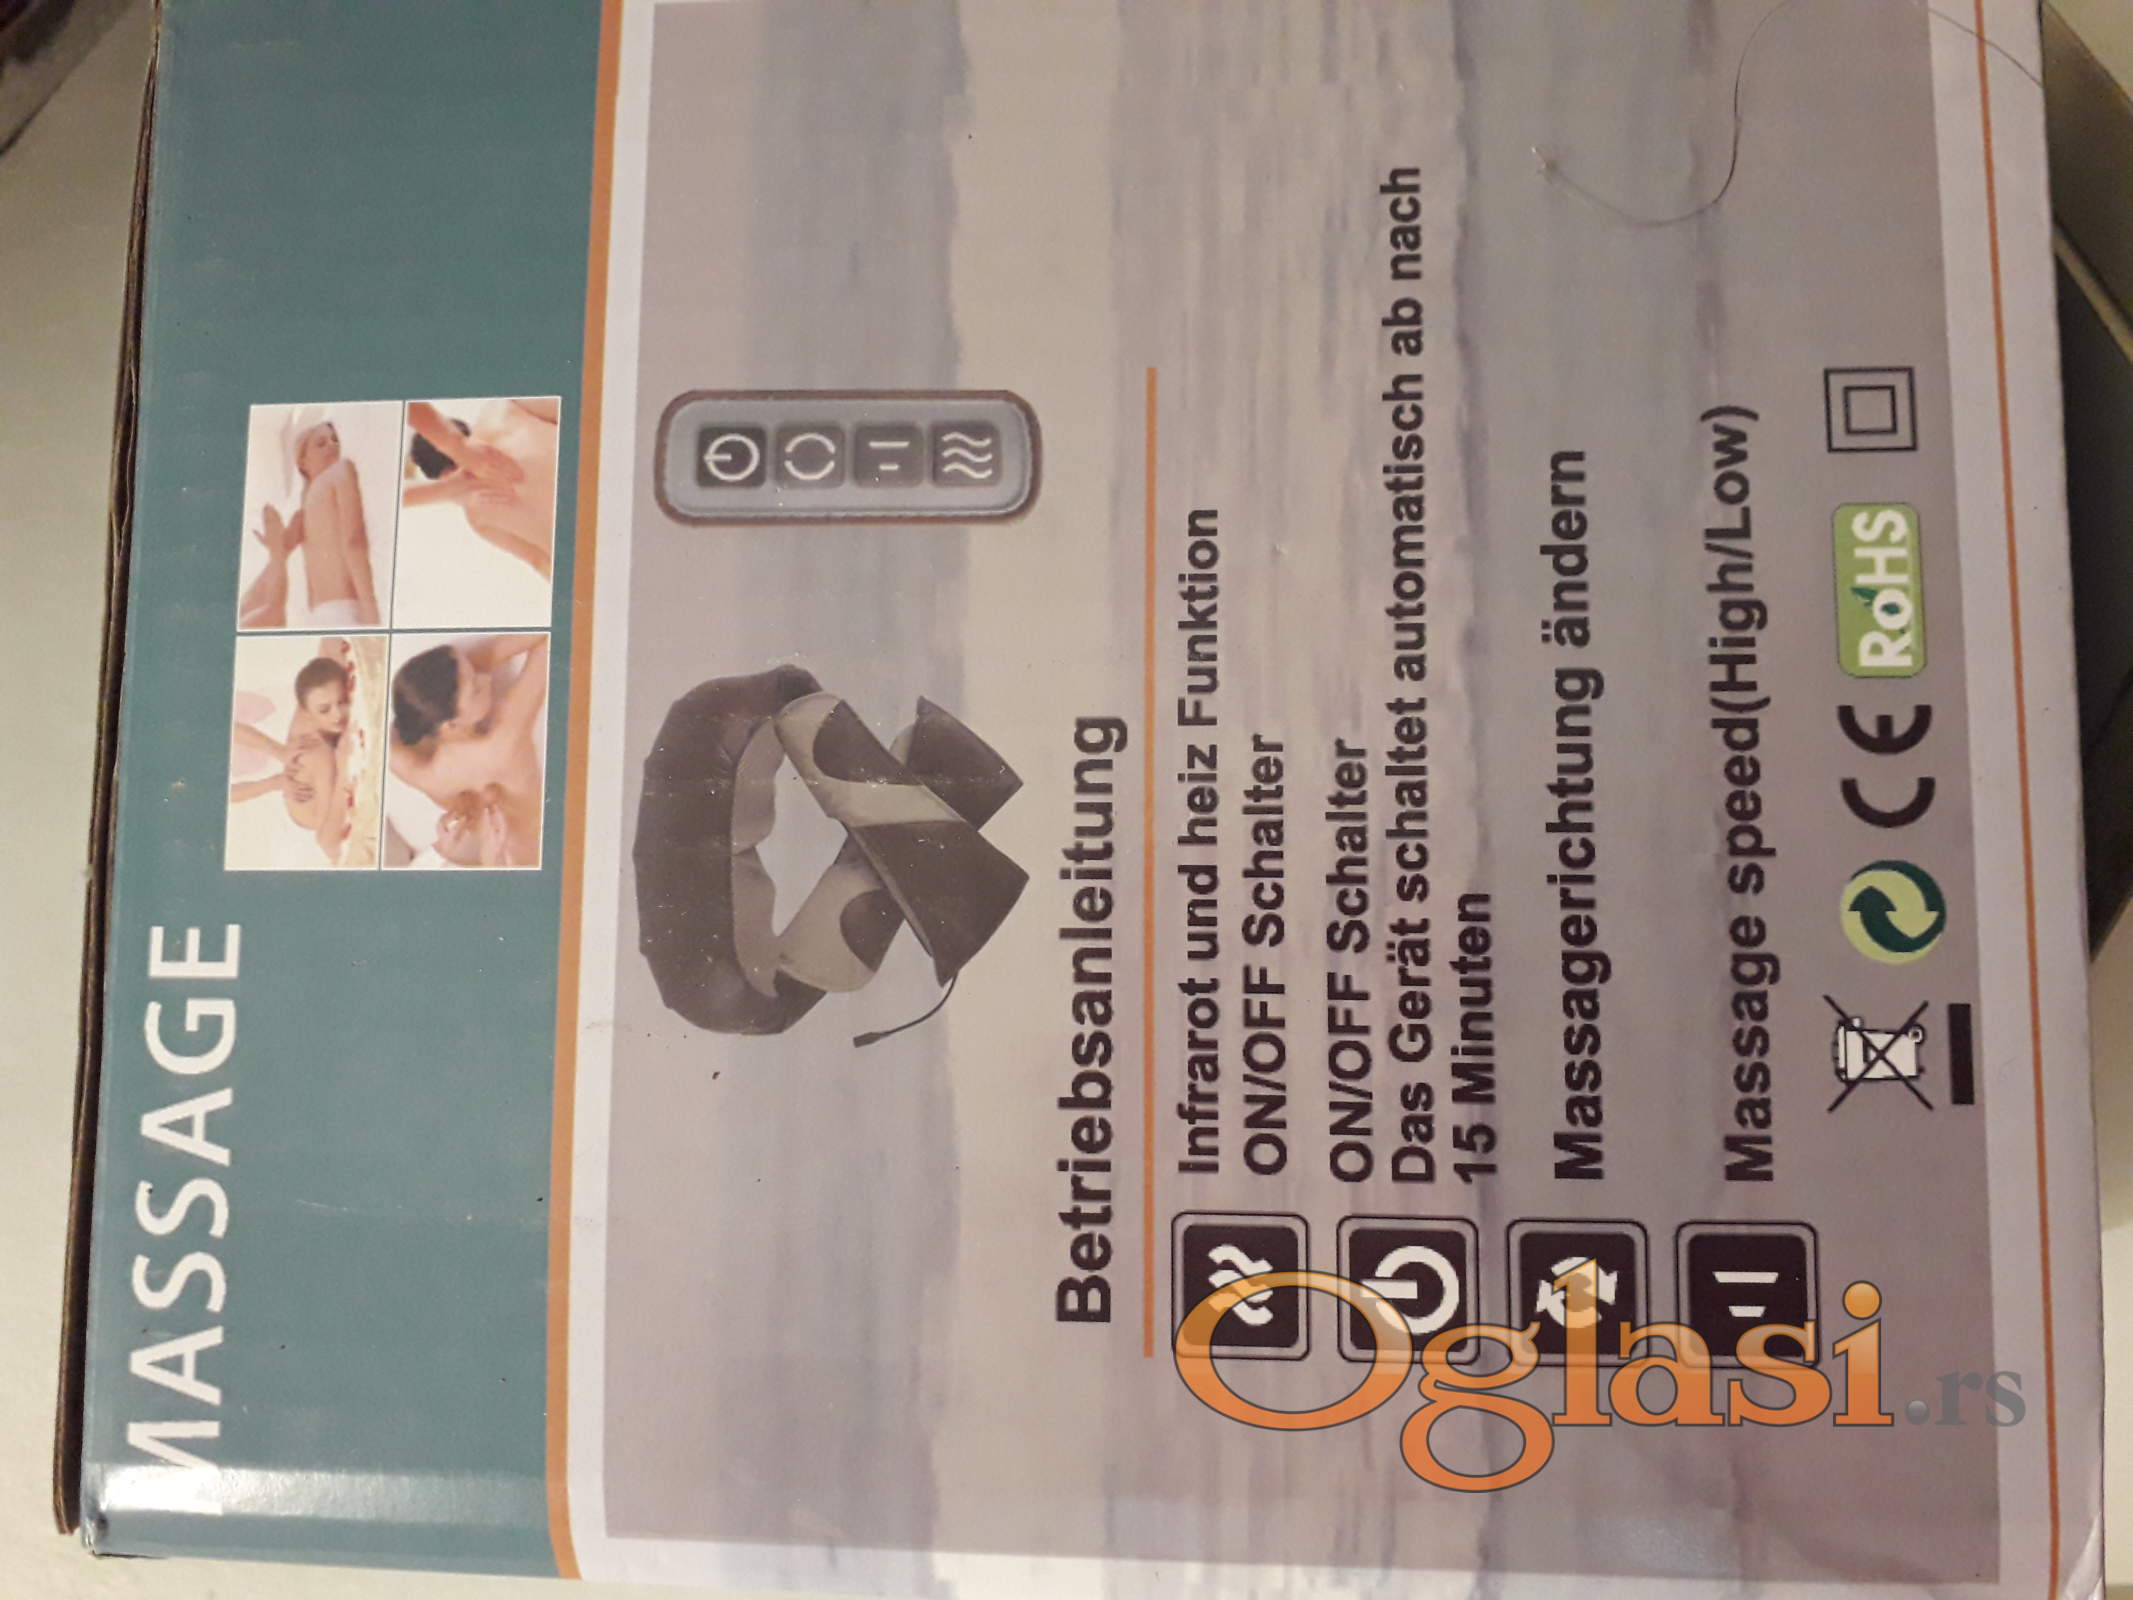 MASSAGE
Betriebsanleitung
Infrarot und heiz Funktion
ON/OFF Schalter
ON/OFF Schalter
Das Gerät schaltet automatisch ab nach
15 Minuten
Massagerichtung ändern
Massage speed(High/Low)
CE
RoHS
Oglasi.rs